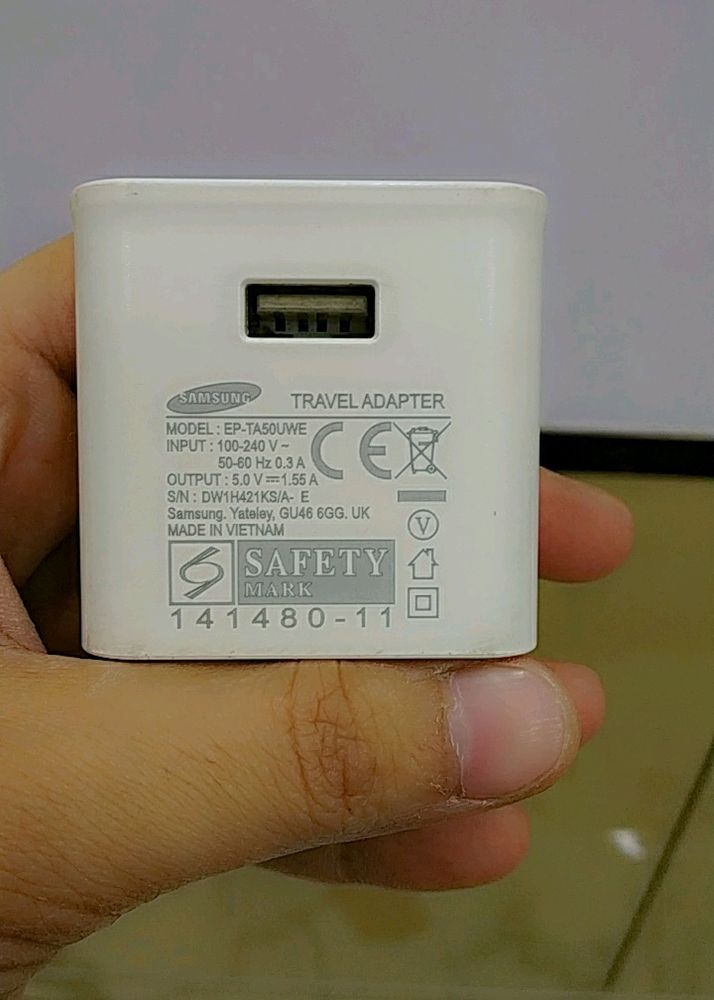 SAMSUNG TRAVEL ADAPTER
MODEL : EP-TA50UWE
INPUT : 100-240 V ~
50-60 Hz 0.3 A
OUTPUT : 5.0 V⎓1.55 A
S/N : DW1H421KS/A- E
Samsung. Yateley, GU46 6GG. UK
MADE IN VIETNAM
CE
V
SAFETY
MARK
141480-11